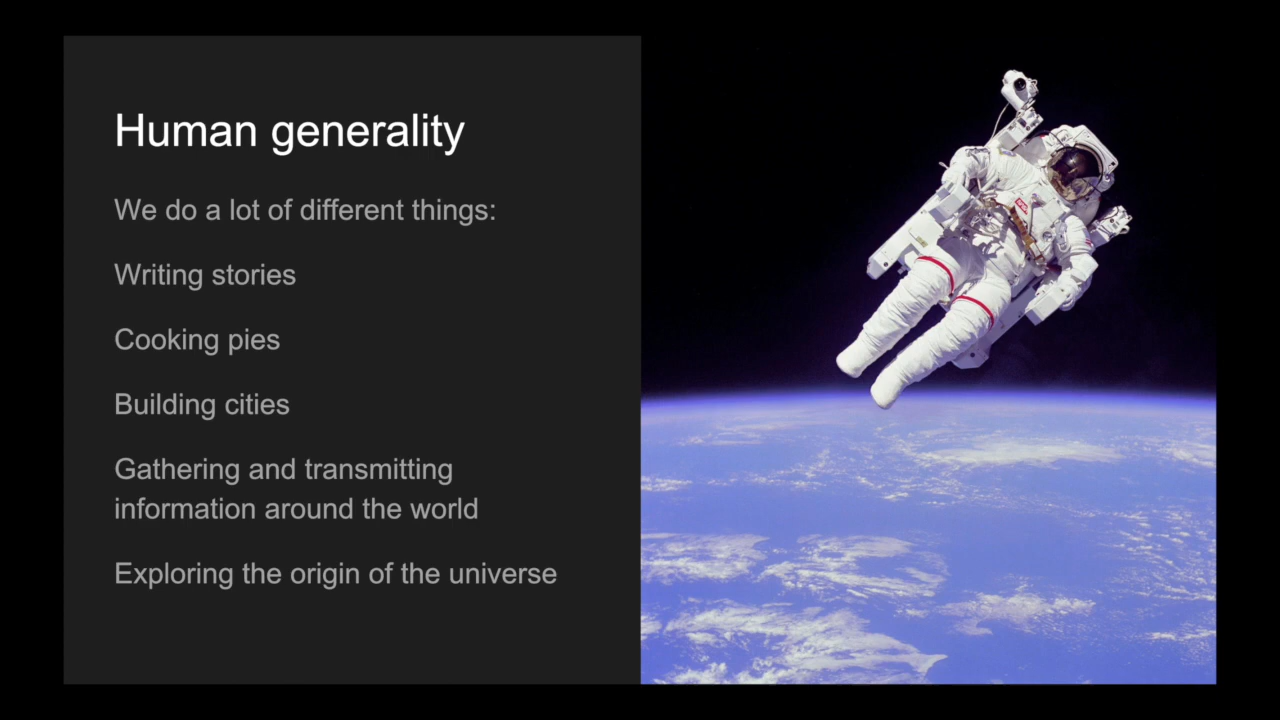 Human generality
We do a lot of different things:
Writing stories
Cooking pies
Building cities
Gathering and transmitting
information around the world
Exploring the origin of the universe